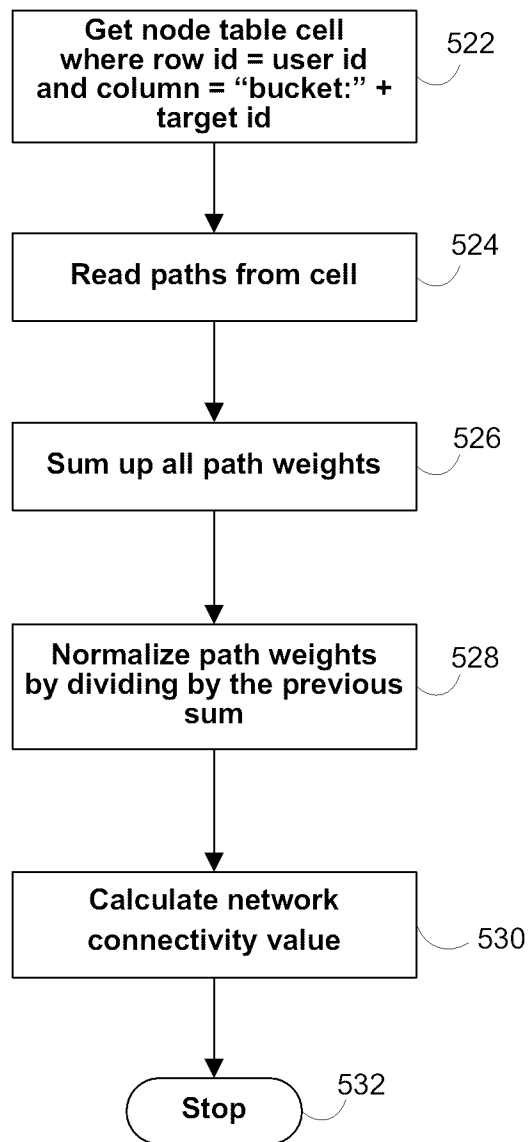 Get node table cell
where row id = user id
and column = “bucket:” +
target id
522
Read paths from cell
524
Sum up all path weights
526
Normalize path weights
by dividing by the previous
sum
528
Calculate network
connectivity value
530
Stop
532